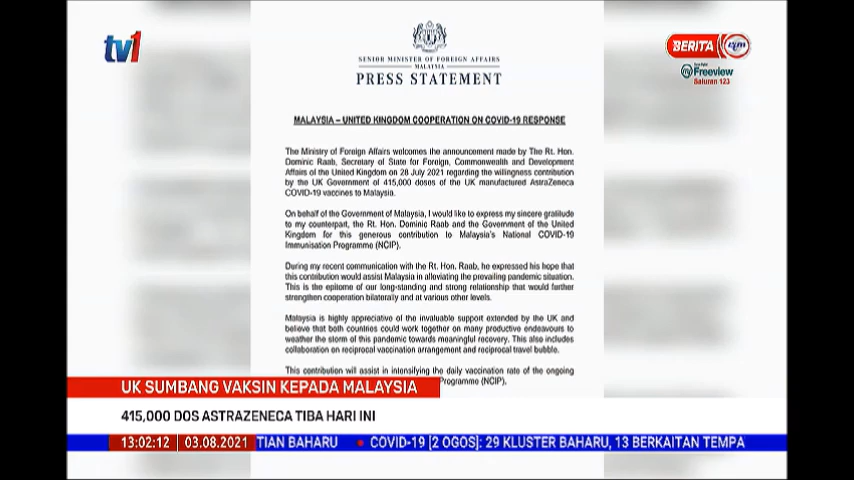 tv1
BERITA rtm
Freeview
Saluran 123
SENIOR MINISTER OF FOREIGN AFFAIRS
MALAYSIA
PRESS STATEMENT
MALAYSIA – UNITED KINGDOM COOPERATION ON COVID-19 RESPONSE
The Ministry of Foreign Affairs welcomes the announcement made by The Rt. Hon.
Dominic Raab, Secretary of State for Foreign, Commonwealth and Development
Affairs of the United Kingdom on 28 July 2021 regarding the willingness contribution
by the UK Government of 415,000 doses of the UK manufactured AstraZeneca
COVID-19 vaccines to Malaysia.
On behalf of the Government of Malaysia, I would like to express my sincere gratitude
to my counterpart, the Rt. Hon. Dominic Raab and the Government of the United
Kingdom for this generous contribution to Malaysia's National COVID-19
Immunisation Programme (NCIP).
During my recent communication with the Rt. Hon. Raab, he expressed his hope that
this contribution would assist Malaysia in alleviating the prevailing pandemic situation.
This is the epitome of our long-standing and strong relationship that would further
strengthen cooperation bilaterally and at various other levels.
Malaysia is highly appreciative of the invaluable support extended by the UK and
believe that both countries could work together on many productive endeavours to
weather the storm of this pandemic towards meaningful recovery. This also includes
collaboration on reciprocal vaccination arrangement and reciprocal travel bubble.
This contribution will assist in intensifying the daily vaccination rate of the ongoing
Programme (NCIP).
UK SUMBANG VAKSIN KEPADA MALAYSIA
415,000 DOS ASTRAZENECA TIBA HARI INI
13:02:12 03.08.2021 TIAN BAHARU • COVID-19 [2 OGOS]: 29 KLUSTER BAHARU, 13 BERKAITAN TEMPA